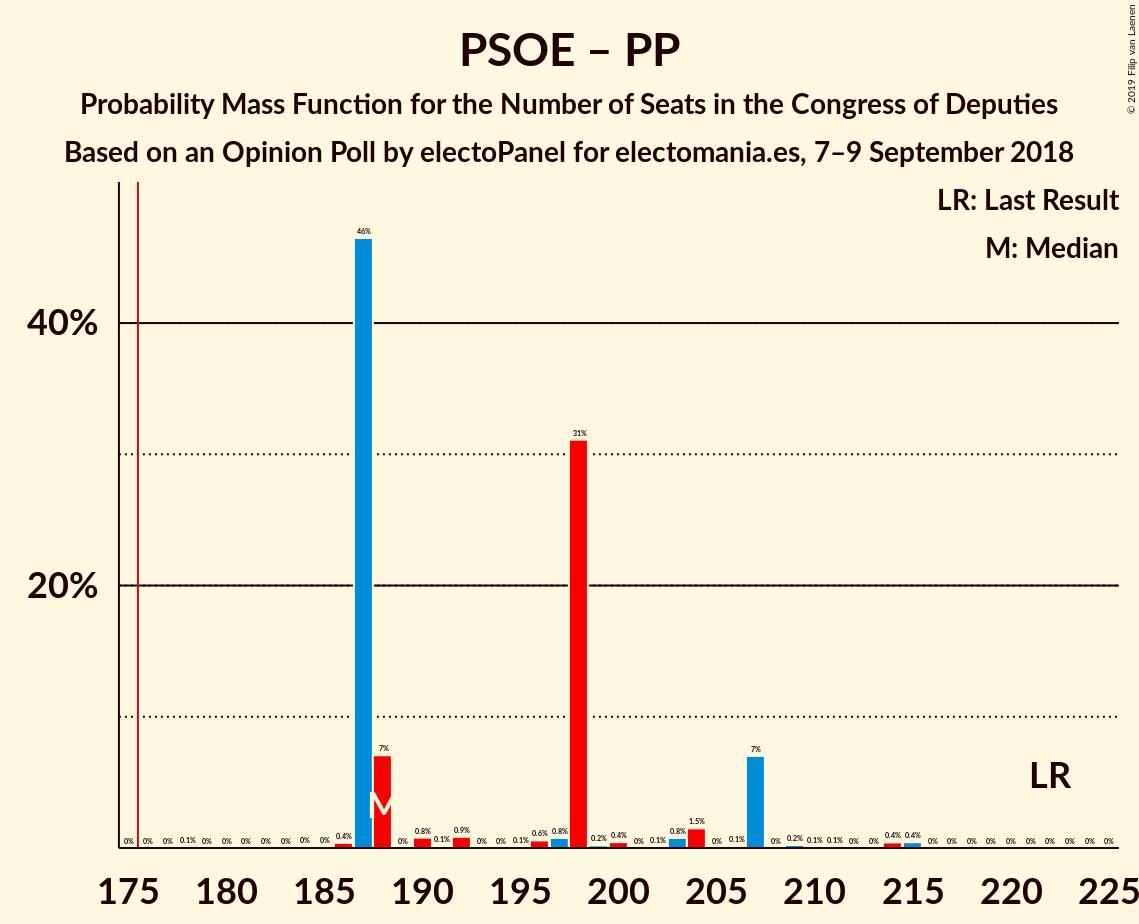 PSOE – PP
Probability Mass Function for the Number of Seats in the Congress of Deputies
Based on an Opinion Poll by electoPanel for electomania.es, 7–9 September 2018
© 2019 Filip van Laenen
LR: Last Result
M: Median
40%
20%
46%
31%
7%
7%
M
LR
0% 0% 0% 0.1% 0% 0% 0% 0% 0% 0% 0% 0.4% 0% 0.8% 0.1% 0.9% 0% 0% 0.1% 0.6% 0.8% 0.2% 0.4% 0% 0.1% 0.8% 1.5% 0% 0.1% 0% 0.2% 0.1% 0.1% 0% 0% 0.4% 0.4% 0% 0% 0% 0% 0% 0% 0% 0% 0% 0%
175 180 185 190 195 200 205 210 215 220 225